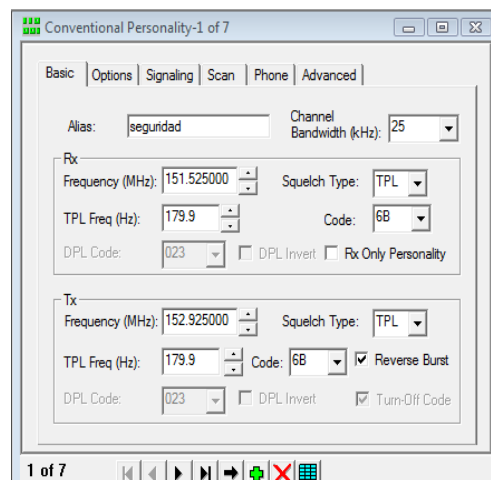 Conventional Personality-1 of 7
Basic Options Signaling Scan Phone Advanced
Alias: seguridad Channel Bandwidth (kHz): 25
Rx
Frequency (MHz): 151.525000 Squelch Type: TPL
TPL Freq (Hz): 179.9 Code: 6B
DPL Code: 023 DPL Invert Rx Only Personality
Tx
Frequency (MHz): 152.925000 Squelch Type: TPL
TPL Freq (Hz): 179.9 Code: 6B Reverse Burst
DPL Code: 023 DPL Invert Turn-Off Code
1 of 7